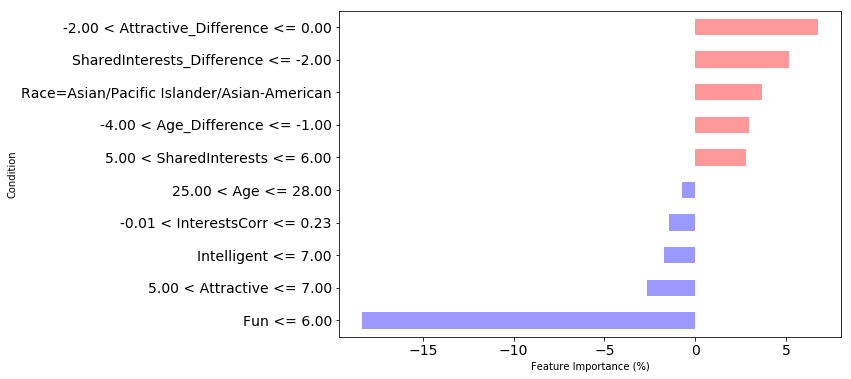 -2.00 < Attractive_Difference <= 0.00
SharedInterests_Difference <= -2.00
Race=Asian/Pacific Islander/Asian-American
-4.00 < Age_Difference <= -1.00
5.00 < SharedInterests <= 6.00
25.00 < Age <= 28.00
-0.01 < InterestsCorr <= 0.23
Intelligent <= 7.00
5.00 < Attractive <= 7.00
Fun <= 6.00
Condition
−15 −10 −5 0 5
Feature Importance (%)